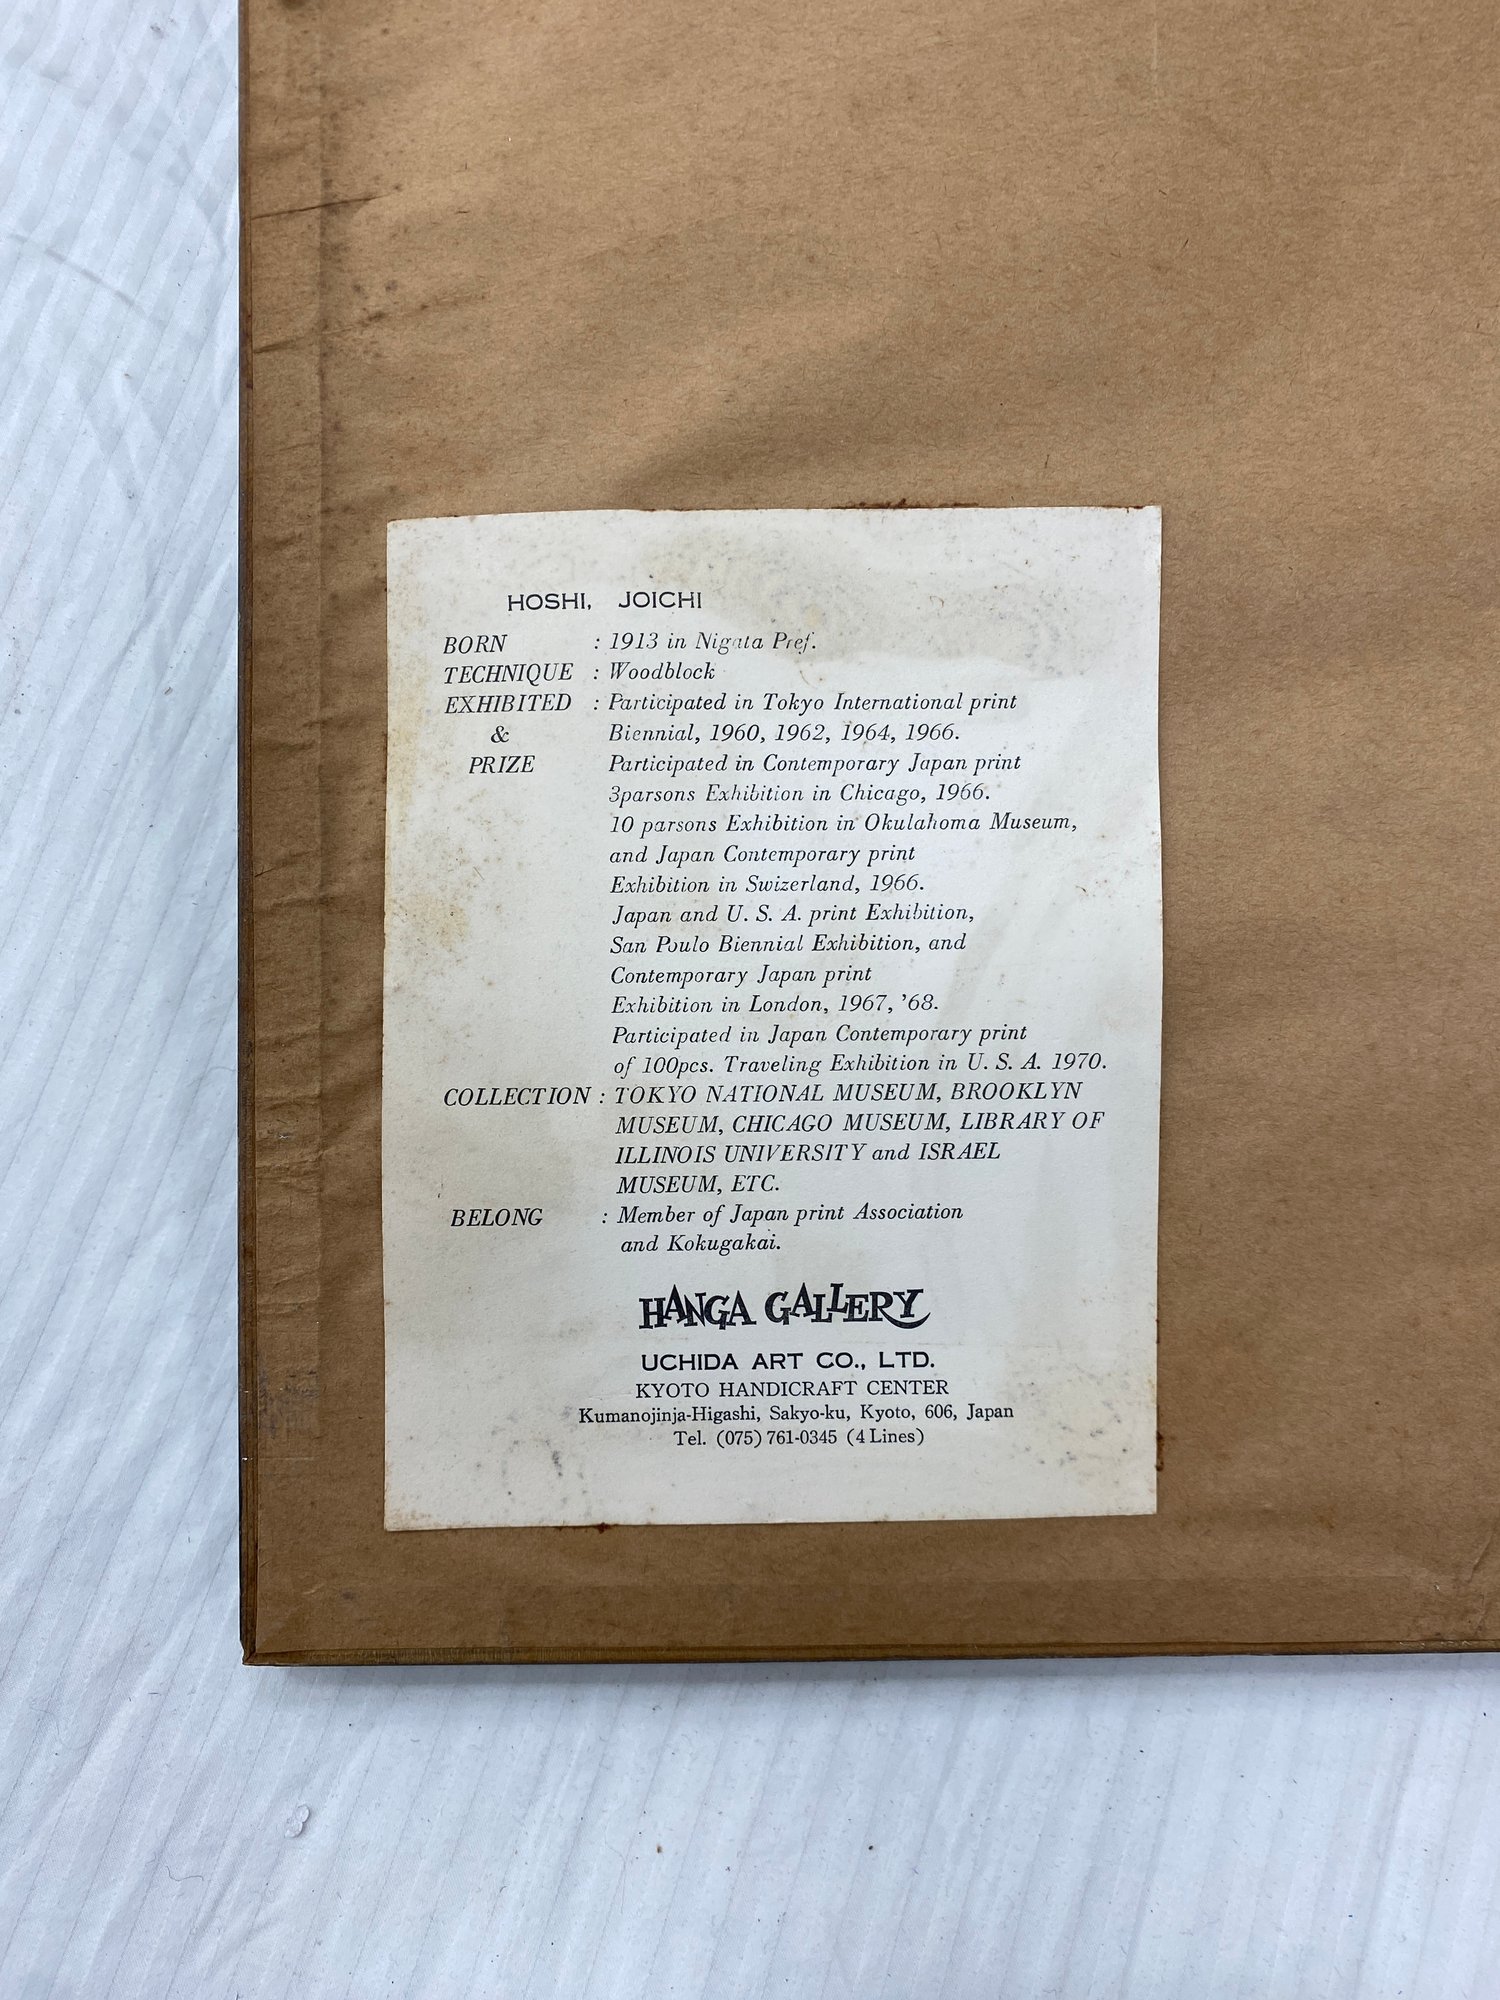 HOSHI, JOICHI
BORN : 1913 in Nigata Pref.
TECHNIQUE : Woodblock
EXHIBITED : Participated in Tokyo International print
& Biennial, 1960, 1962, 1964, 1966.
PRIZE Participated in Contemporary Japan print
3parsons Exhibition in Chicago, 1966.
10 parsons Exhibition in Okulahoma Museum,
and Japan Contemporary print
Exhibition in Swizerland, 1966.
Japan and U. S. A. print Exhibition,
San Poulo Biennial Exhibition, and
Contemporary Japan print
Exhibition in London, 1967, '68.
Participated in Japan Contemporary print
of 100pcs. Traveling Exhibition in U. S. A. 1970.
COLLECTION : TOKYO NATIONAL MUSEUM, BROOKLYN
MUSEUM, CHICAGO MUSEUM, LIBRARY OF
ILLINOIS UNIVERSITY and ISRAEL
MUSEUM, ETC.
BELONG : Member of Japan print Association
and Kokugakai.
HANGA GALLERY
UCHIDA ART CO., LTD.
KYOTO HANDICRAFT CENTER
Kumanojinja-Higashi, Sakyo-ku, Kyoto, 606, Japan
Tel. (075) 761-0345 (4 Lines)